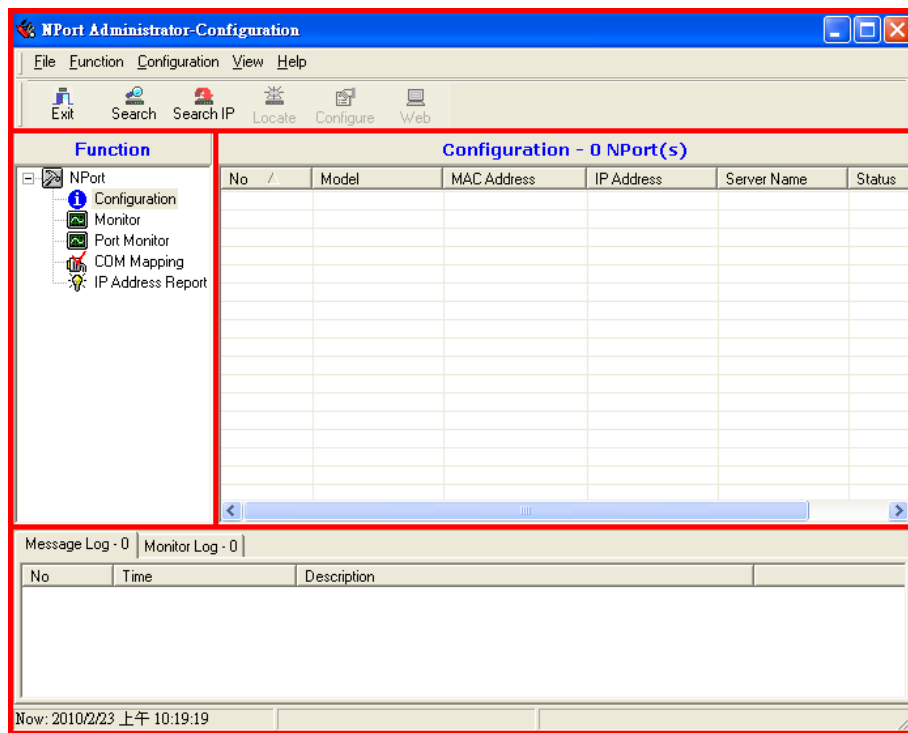 NPort Administrator-Configuration
File Function Configuration View Help
Exit Search Search IP Locate Configure Web
Function
Configuration - 0 NPort(s)
NPort
Configuration
Monitor
Port Monitor
COM Mapping
IP Address Report
No Model MAC Address IP Address Server Name Status
Message Log - 0 Monitor Log - 0
No Time Description
Now: 2010/2/23 上午 10:19:19